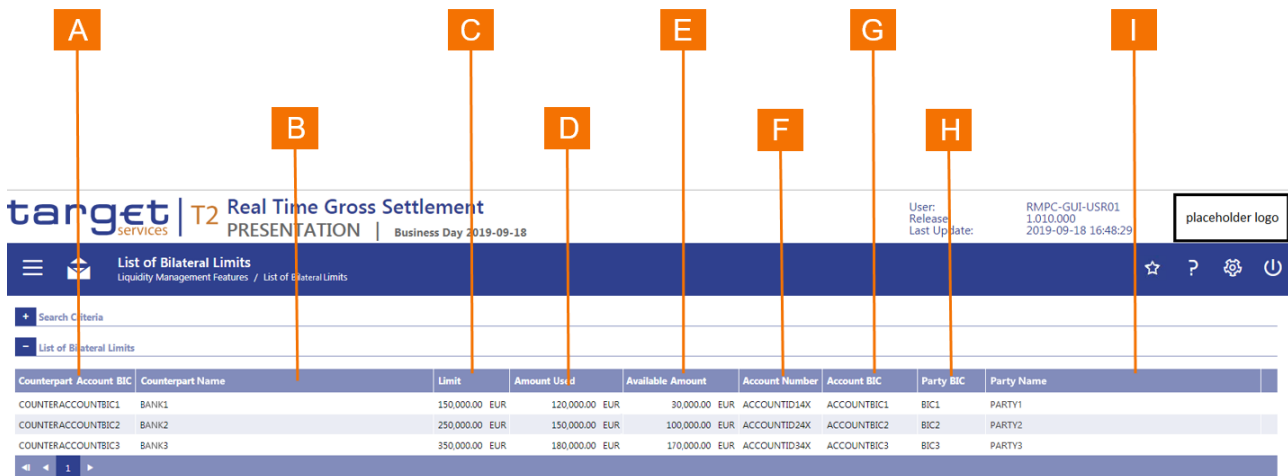 A C E G I
B D F H
target services | T2 Real Time Gross Settlement
PRESENTATION | Business Day 2019-09-18
User: RMPC-GUI-USR01
Release: 1.010.000
Last Update: 2019-09-18 16:48:29
placeholder logo
List of Bilateral Limits
Liquidity Management Features / List of Bilateral Limits
?
+ Search Criteria
− List of Bilateral Limits
Counterpart Account BIC Counterpart Name Limit Amount Used Available Amount Account Number Account BIC Party BIC Party Name
COUNTERACCOUNTBIC1 BANK1 150,000.00 EUR 120,000.00 EUR 30,000.00 EUR ACCOUNTID14X ACCOUNTBIC1 BIC1 PARTY1
COUNTERACCOUNTBIC2 BANK2 250,000.00 EUR 150,000.00 EUR 100,000.00 EUR ACCOUNTID24X ACCOUNTBIC2 BIC2 PARTY2
COUNTERACCOUNTBIC3 BANK3 350,000.00 EUR 180,000.00 EUR 170,000.00 EUR ACCOUNTID34X ACCOUNTBIC3 BIC3 PARTY3
1